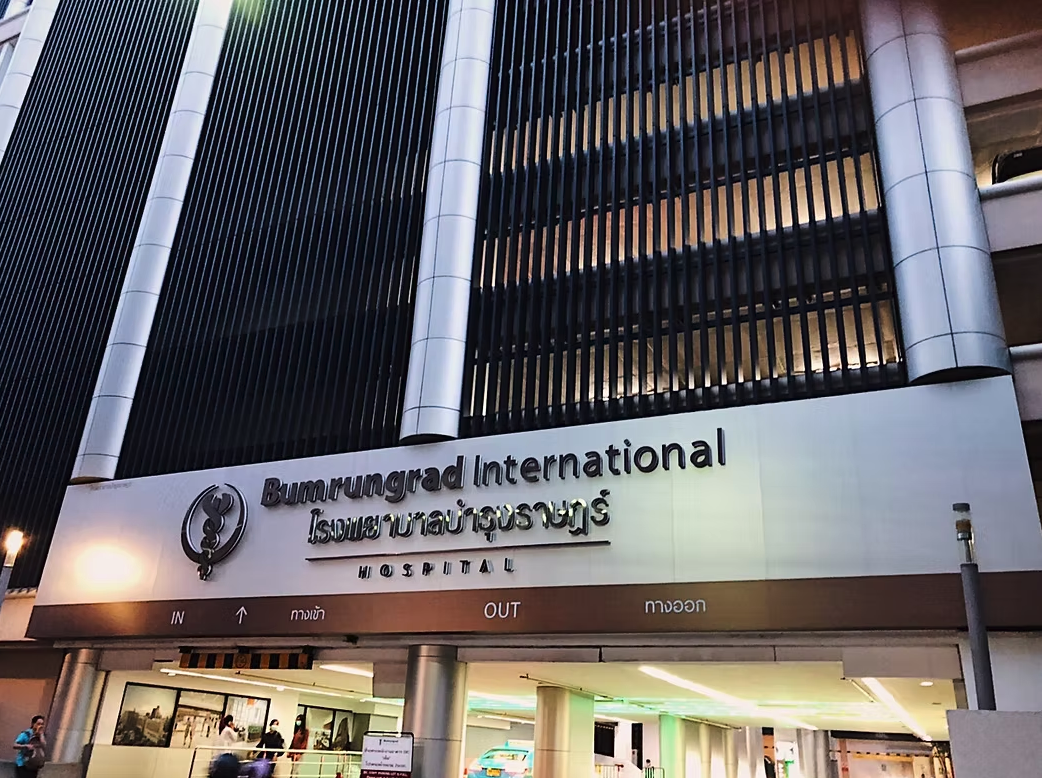 Bumrungrad International
โรงพยาบาลบำรุงราษฎร์
HOSPITAL
IN ↑ ทางเข้า OUT ทางออก